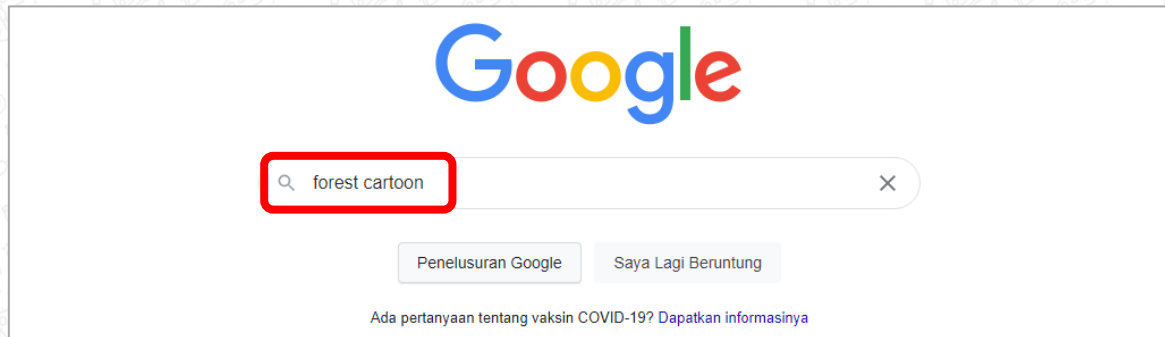 Google
forest cartoon
Penelusuran Google Saya Lagi Beruntung
Ada pertanyaan tentang vaksin COVID-19? Dapatkan informasinya